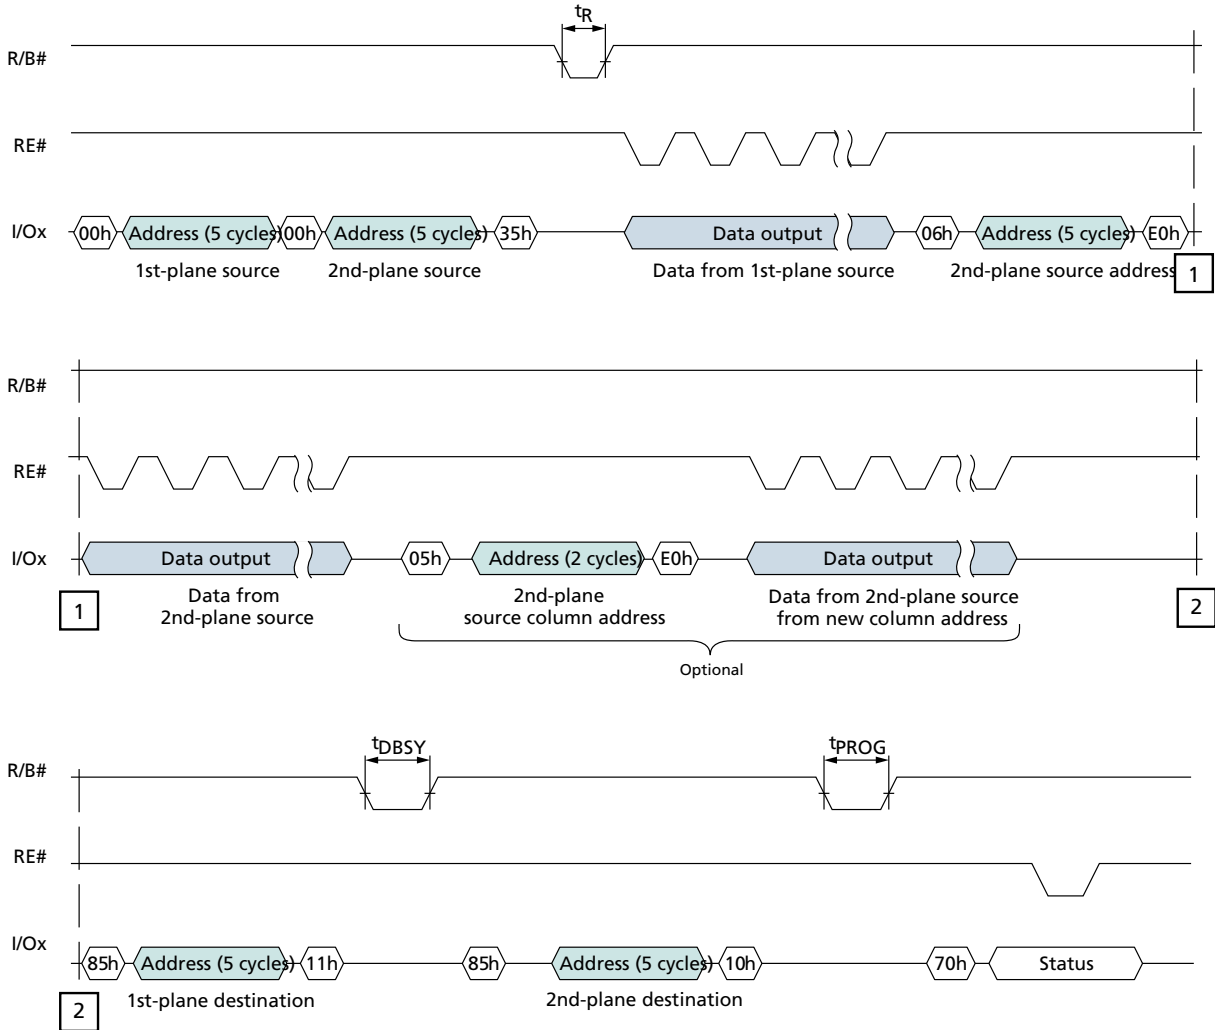 tR
R/B#
RE#
I/Ox
00h Address (5 cycles) 00h Address (5 cycles) 35h Data output 06h Address (5 cycles) E0h
1st-plane source 2nd-plane source Data from 1st-plane source 2nd-plane source address
1
R/B#
RE#
I/Ox
Data output 05h Address (2 cycles) E0h Data output
1
Data from
2nd-plane source
2nd-plane
source column address
Data from 2nd-plane source
from new column address
2
Optional
tDBSY tPROG
R/B#
RE#
I/Ox
85h Address (5 cycles) 11h 85h Address (5 cycles) 10h 70h Status
1st-plane destination 2nd-plane destination
2